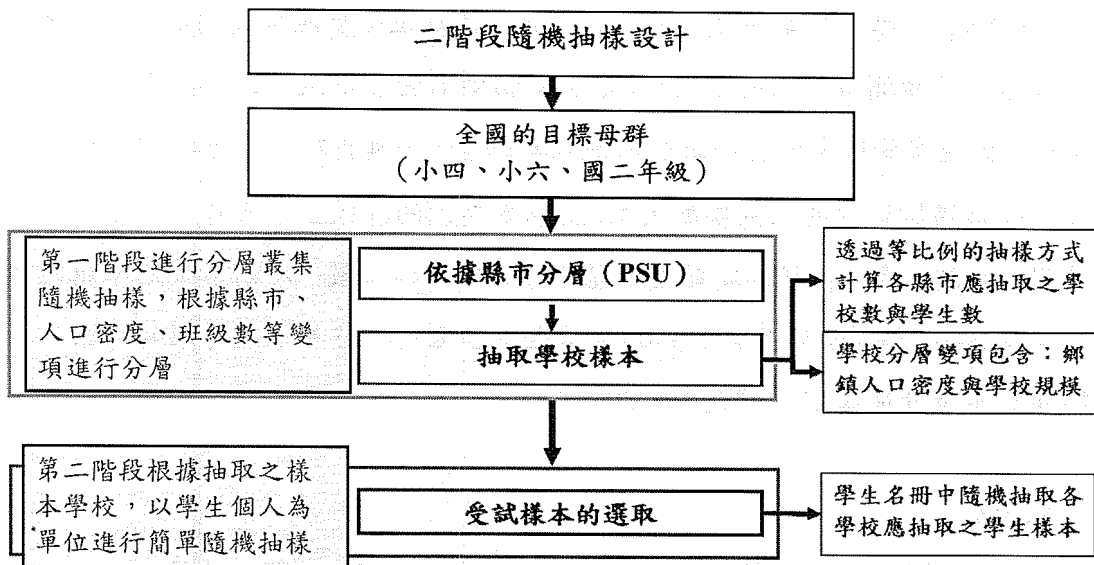 二階段隨機抽樣設計
全國的目標母群
（小四、小六、國二年級）
第一階段進行分層叢集
隨機抽樣，根據縣市、
人口密度、班級數等變
項進行分層
依據縣市分層（PSU）
抽取學校樣本
透過等比例的抽樣方式
計算各縣市應抽取之學
校數與學生數
學校分層變項包含：鄉
鎮人口密度與學校規模
第二階段根據抽取之樣
本學校，以學生個人為
單位進行簡單隨機抽樣
受試樣本的選取
學生名冊中隨機抽取各
學校應抽取之學生樣本